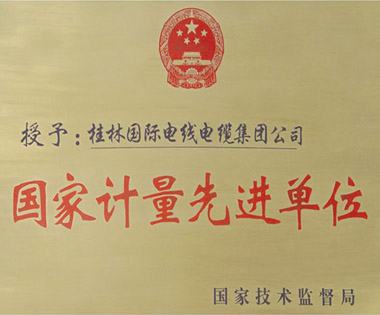 授予:桂林国际电线电缆集团公司
国家计量先进单位
国家技术监督局